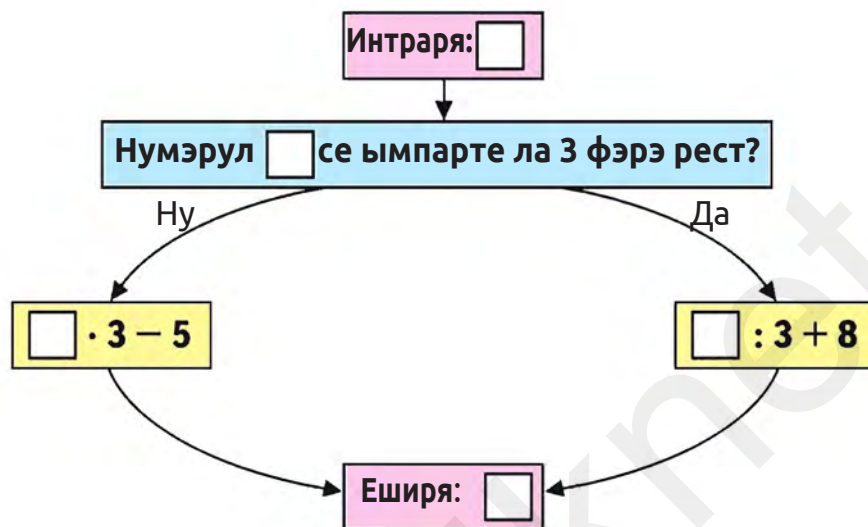 Интраря:
Нумэрул се ымпарте ла 3 фэрэ рест?
Ну Да
· 3 – 5 : 3 + 8
Еширя: